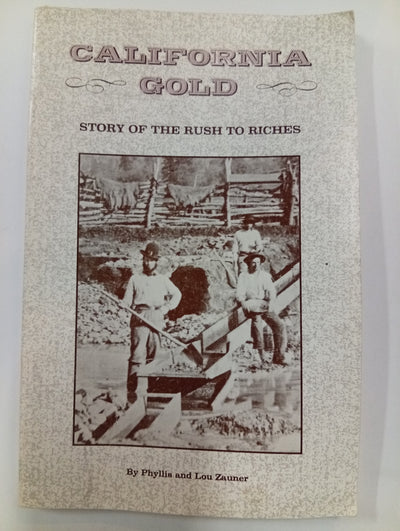 CALIFORNIA
GOLD
STORY OF THE RUSH TO RICHES
By Phyllis and Lou Zauner